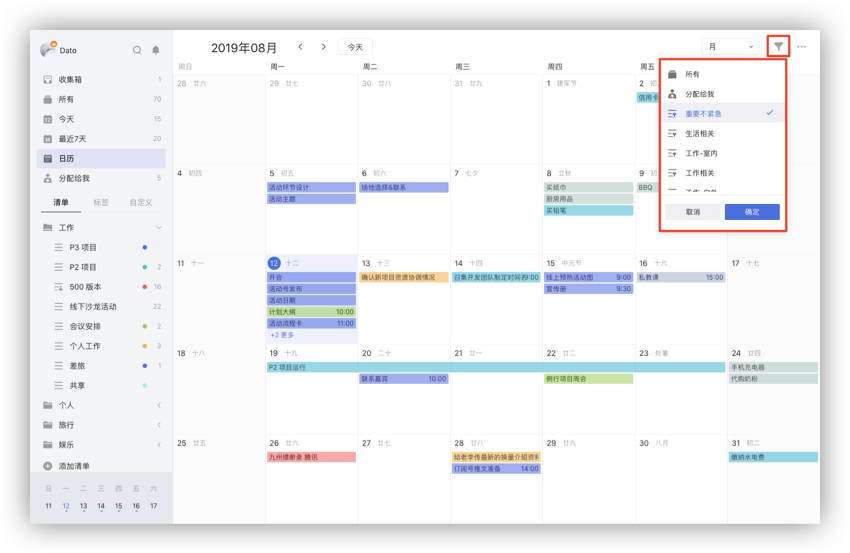 Dato
收集箱 1
所有 70
今天 15
最近7天 20
日历
分配给我 5
清单 标签 自定义
工作
P3 项目
P2 项目 2
500 版本 16
线下沙龙活动 22
会议安排 2
个人工作 3
差旅 1
共享
个人
旅行
娱乐
添加清单
日 一 二 三 四 五 六
11 12 13 14 15 16 17
2019年08月 今天 月
周日 周一 周二 周三 周四 周五
28 廿六 29 廿七 30 廿八 31 廿九 1 建军节 2
信用卡
4 初四 5 初五 6 初六 7 七夕 8 立秋 9
活动环节设计 场地选择&联系 买纸巾 BBQ
活动主题 厨房用品
买铅笔
所有
分配给我
重要不紧急
生活相关
工作-室内
工作相关
取消 确定
11 十一 12 十二 13 十三 14 十四 15 中元节 16 十六 17 十七
开会 确认新项目资源协调情况 召集开发团队制定时间 9:00 线上预热活动图 9:00 私教课 15:00
活动号发布 宣传册 9:30
活动日期
计划大纲 10:00
活动流程卡 11:00
+2 更多
18 十八 19 十九 20 二十 21 廿一 22 廿二 23 处暑 24 廿四
P2 项目运行 手机充电器
联系嘉宾 10:00 例行项目周会 代购奶粉
25 廿五 26 廿六 27 廿七 28 廿八 29 廿九 30 八月 31 初二
腾讯 给老李传最新的换量介绍资料 缴纳水电费
订阅号推文准备 14:00